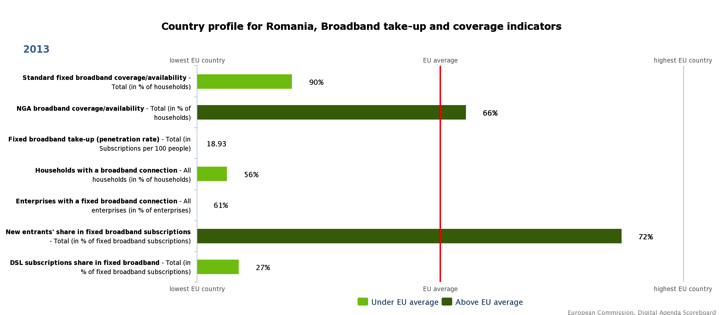 Country profile for Romania, Broadband take-up and coverage indicators
2013
lowest EU country
EU average
highest EU country
Standard fixed broadband coverage/availability -
Total (in % of households)
90%
NGA broadband coverage/availability - Total (in % of
households)
66%
Fixed broadband take-up (penetration rate) - Total (in
Subscriptions per 100 people)
18.93
Households with a broadband connection - All
households (in % of households)
56%
Enterprises with a fixed broadband connection - All
enterprises (in % of enterprises)
61%
New entrants' share in fixed broadband subscriptions
- Total (in % of fixed broadband subscriptions)
72%
DSL subscriptions share in fixed broadband - Total (in
% of fixed broadband subscriptions)
27%
lowest EU country
EU average
highest EU country
Under EU average
Above EU average
European Commission, Digital Agenda Scoreboard